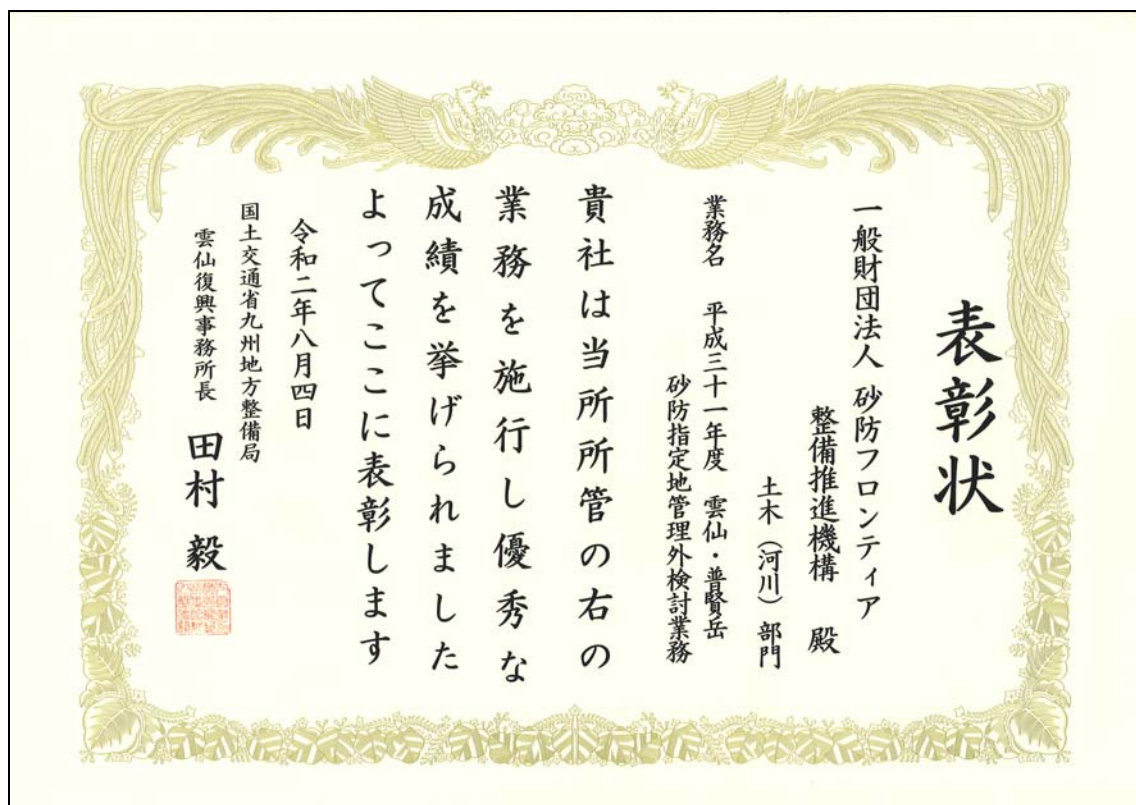 表彰状
一般財団法人 砂防フロンティア
整備推進機構 殿
土木(河川)部門
業務名 平成三十一年度 雲仙・普賢岳
砂防指定地管理外検討業務
貴社は当所所管の右の
業務を施行し優秀な
成績を挙げられました
よってここに表彰します
令和二年八月四日
国土交通省九州地方整備局
雲仙復興事務所長 田村 毅